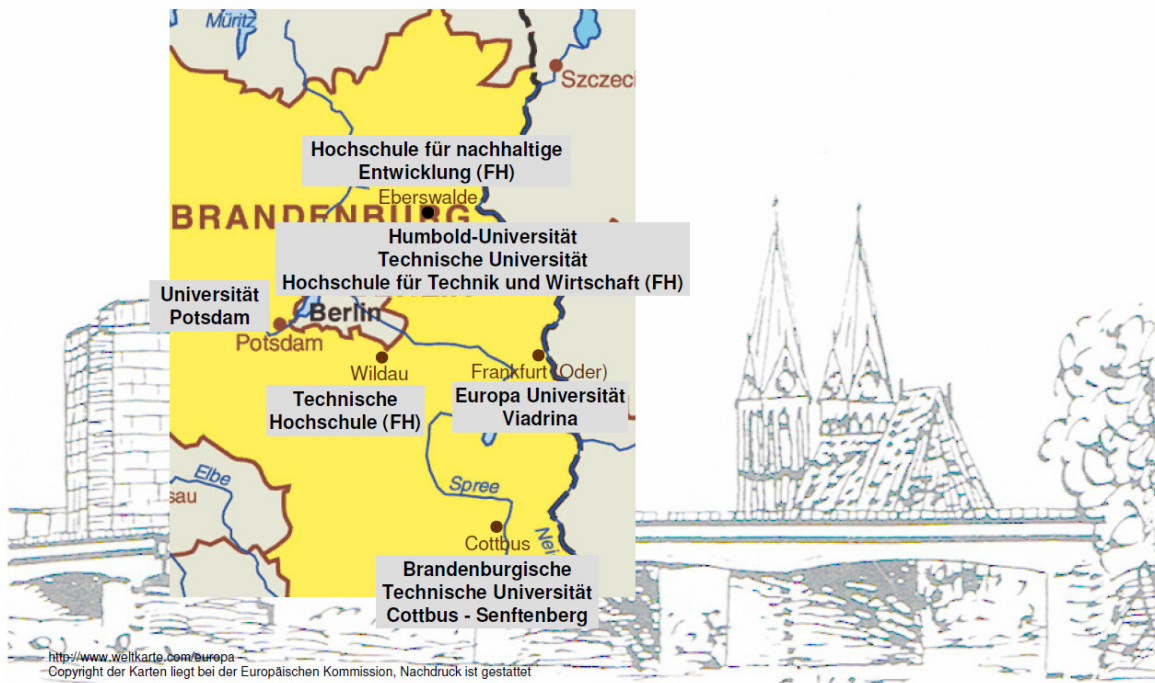 Müritz
Szczeci
Hochschule für nachhaltige
Entwicklung (FH)
Eberswalde
BRANDENBURG
Humbold-Universität
Technische Universität
Hochschule für Technik und Wirtschaft (FH)
Universität
Potsdam
Berlin
Potsdam
Wildau
Frankfurt (Oder)
Technische
Hochschule (FH)
Europa Universität
Viadrina
Elbe
sau
Spree
Cottbus
Nei
Brandenburgische
Technische Universität
Cottbus - Senftenberg
http://www.weltkarte.com/europa
Copyright der Karten liegt bei der Europäischen Kommission, Nachdruck ist gestattet